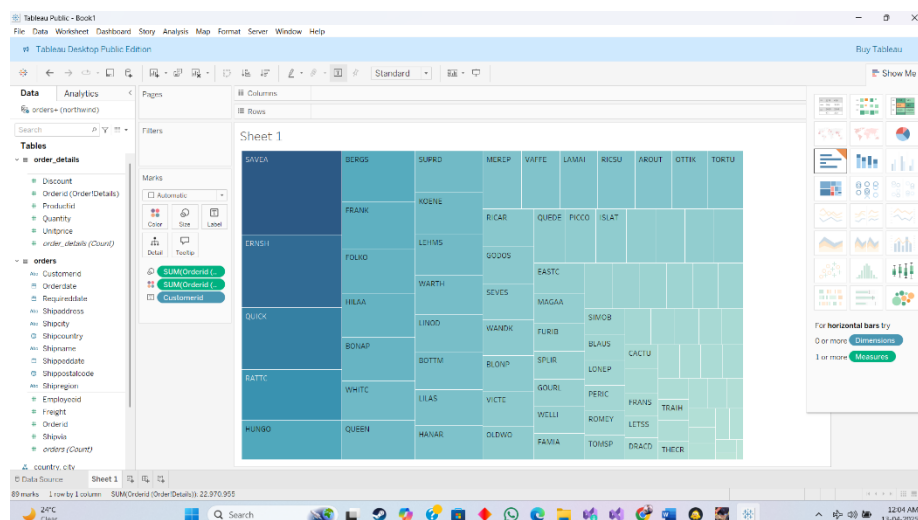 Tableau Public - Book1
File Data Worksheet Dashboard Story Analysis Map Format Server Window Help
Tableau Desktop Public Edition
Buy Tableau
Standard
Show Me
Data
Analytics
Pages
Columns
Rows
orders+ (northwind)
Search
Filters
Tables
order_details
Discount
Orderid (Order!Details)
Productid
Quantity
Unitprice
order_details (Count)
orders
Customerid
Orderdate
Requireddate
Shipaddress
Shipcity
Shipcountry
Shipname
Shippeddate
Shippostalcode
Shipregion
Employeeid
Freight
Orderid
Shipvia
orders (Count)
country, city
Marks
Automatic
Color
Size
Label
Detail
Tooltip
SUM(Orderid (..
SUM(Orderid (..
Customerid
Sheet 1
SAVEA
ERNSH
QUICK
RATTC
HUNGO
BERGS
FRANK
FOLKO
HILAA
BONAP
WHITC
QUEEN
SUPRD
KOENE
LEHMS
WARTH
LINOD
BOTTM
LILAS
HANAR
MEREP
RICAR
GODOS
SEVES
WANDK
BLONP
VICTE
OLDWO
VAFFE
LAMAI
RICSU
AROUT
OTTIK
TORTU
QUEDE
PICCO
ISLAT
EASTC
MAGAA
FURIB
SPLIR
GOURL
WELLI
FAMIA
SIMOB
BLAUS
LONEP
PERIC
ROMEY
TOMSP
CACTU
FRANS
LETSS
DRACD
TRAIH
THECR
For horizontal bars try
0 or more Dimensions
1 or more Measures
Data Source
Sheet 1
89 marks 1 row by 1 column SUM(Orderid (Order!Details)): 22.970.955
24°C
Clear
Search
12:04 AM